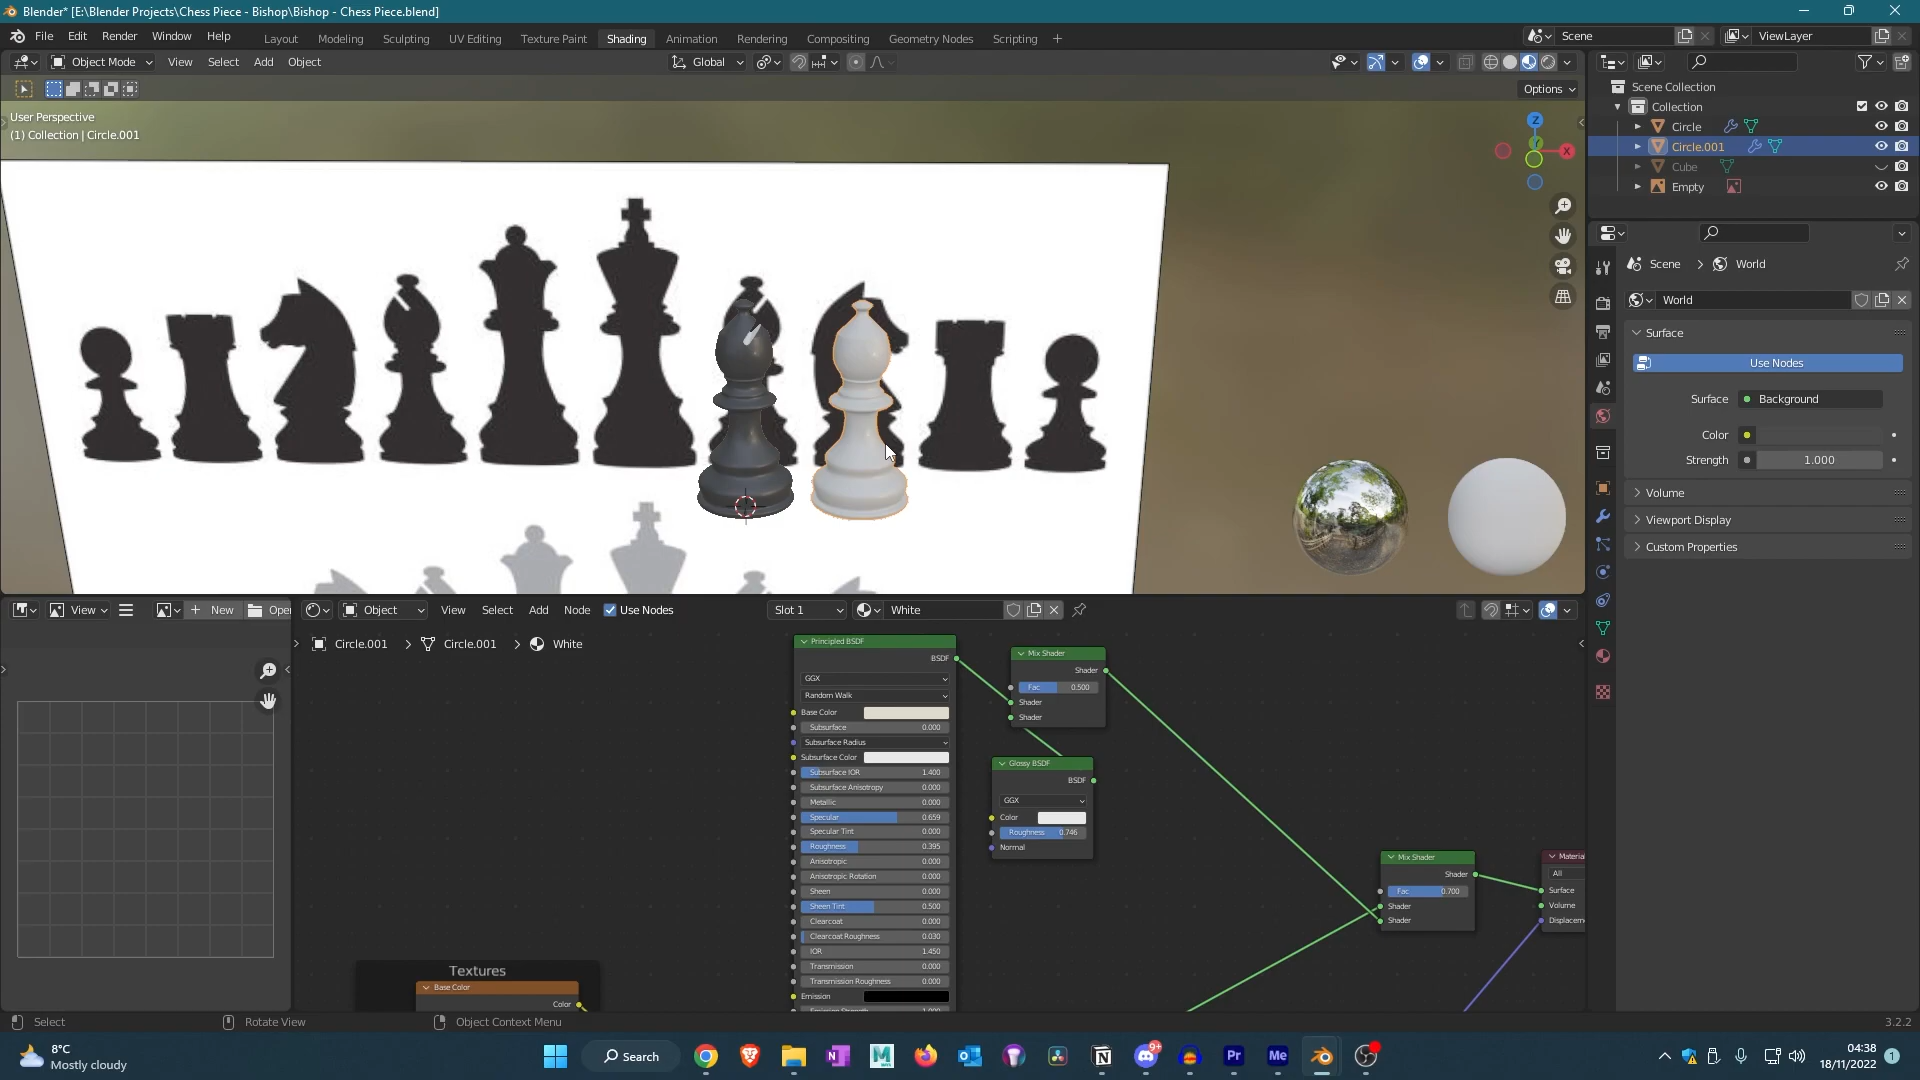 Blender* [E:\Blender Projects\Chess Piece - Bishop\Bishop - Chess Piece.blend]
File Edit Render Window Help Layout Modeling Sculpting UV Editing Texture Paint Shading Animation Rendering Compositing Geometry Nodes Scripting + Scene ViewLayer
Object Mode View Select Add Object Global
Options
User Perspective
(1) Collection | Circle.001
Z
Y
X
Scene Collection
Collection
Circle
Circle.001
Cube
Empty
Scene > World
World
Surface
Use Nodes
Surface Background
Color
Strength 1.000
Volume
Viewport Display
Custom Properties
View New Open Object View Select Add Node Use Nodes Slot 1 White
Circle.001 > Circle.001 > White
Principled BSDF
BSDF
GGX
Random Walk
Base Color
Subsurface 0.000
Subsurface Radius
Subsurface Color
Subsurface IOR 1.400
Subsurface Anisotropy 0.000
Metallic 0.000
Specular 0.659
Specular Tint 0.000
Roughness 0.395
Anisotropic 0.000
Anisotropic Rotation 0.000
Sheen 0.000
Sheen Tint 0.500
Clearcoat 0.000
Clearcoat Roughness 0.030
IOR 1.450
Transmission 0.000
Transmission Roughness 0.000
Emission
Mix Shader
Shader
Fac 0.500
Shader
Shader
Glossy BSDF
BSDF
GGX
Color
Roughness 0.746
Normal
Mix Shader
Shader
Fac 0.700
Shader
Shader
Material
All
Surface
Volume
Displacem
Textures
Base Color
Color
Select Rotate View Object Context Menu 3.2.2
8°C
Mostly cloudy
Search
9+
Pr
Me
04:38
18/11/2022
1